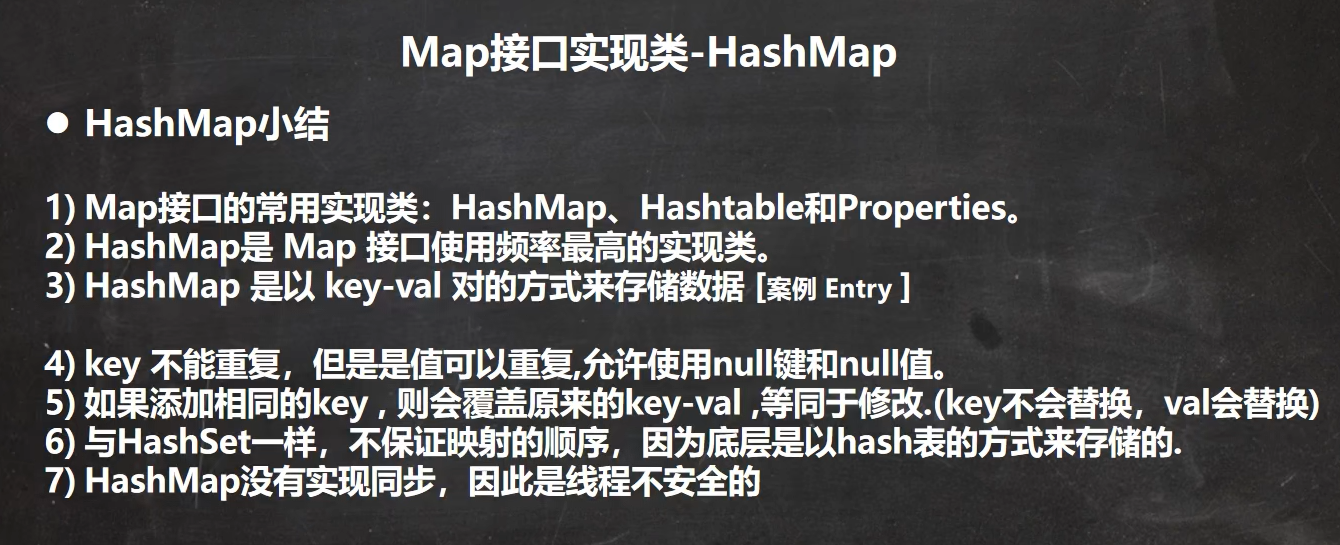 Map接口实现类-HashMap
● HashMap小结
1) Map接口的常用实现类：HashMap、Hashtable和Properties。
2) HashMap是 Map 接口使用频率最高的实现类。
3) HashMap 是以 key-val 对的方式来存储数据 [案例 Entry ]
4) key 不能重复，但是是值可以重复,允许使用null键和null值。
5) 如果添加相同的key , 则会覆盖原来的key-val ,等同于修改.(key不会替换，val会替换)
6) 与HashSet一样，不保证映射的顺序，因为底层是以hash表的方式来存储的.
7) HashMap没有实现同步，因此是线程不安全的